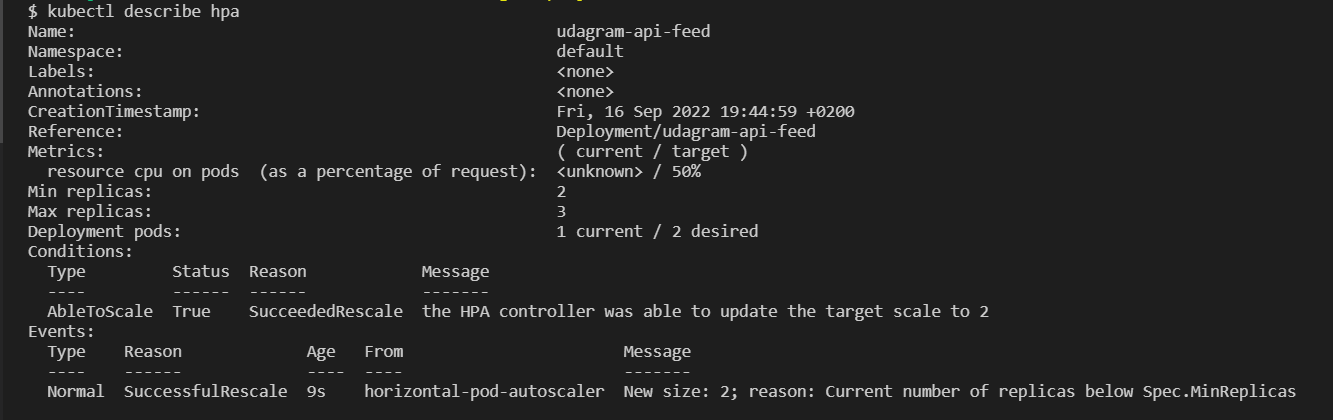 $ kubectl describe hpa
Name: udagram-api-feed
Namespace: default
Labels: <none>
Annotations: <none>
CreationTimestamp: Fri, 16 Sep 2022 19:44:59 +0200
Reference: Deployment/udagram-api-feed
Metrics: ( current / target )
resource cpu on pods (as a percentage of request): <unknown> / 50%
Min replicas: 2
Max replicas: 3
Deployment pods: 1 current / 2 desired
Conditions:
Type Status Reason Message
---- ------ ------ -------
AbleToScale True SucceededRescale the HPA controller was able to update the target scale to 2
Events:
Type Reason Age From Message
---- ------ ---- ---- -------
Normal SuccessfulRescale 9s horizontal-pod-autoscaler New size: 2; reason: Current number of replicas below Spec.MinReplicas